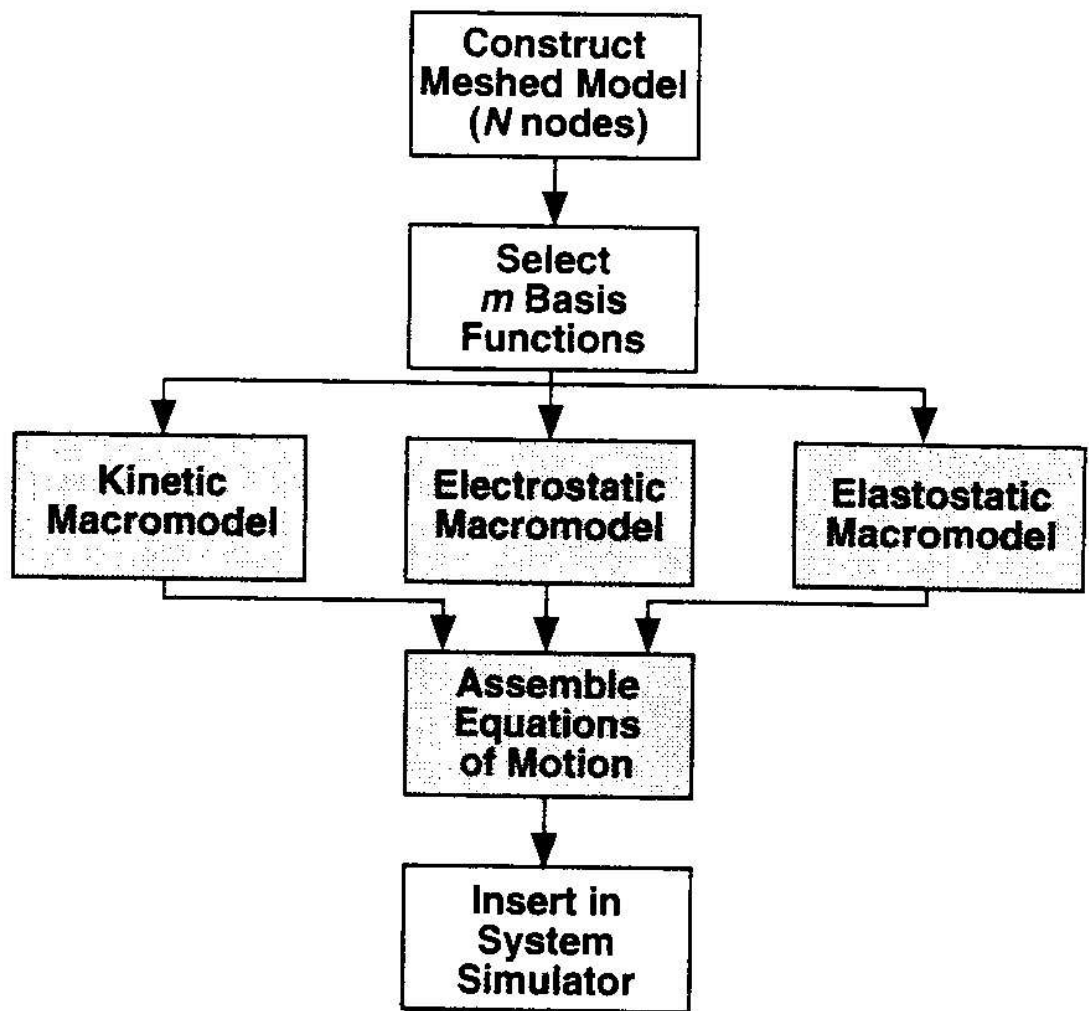 Construct
Meshed Model
(N nodes)
Select
m Basis
Functions
Kinetic
Macromodel
Electrostatic
Macromodel
Elastostatic
Macromodel
Assemble
Equations
of Motion
Insert in
System
Simulator